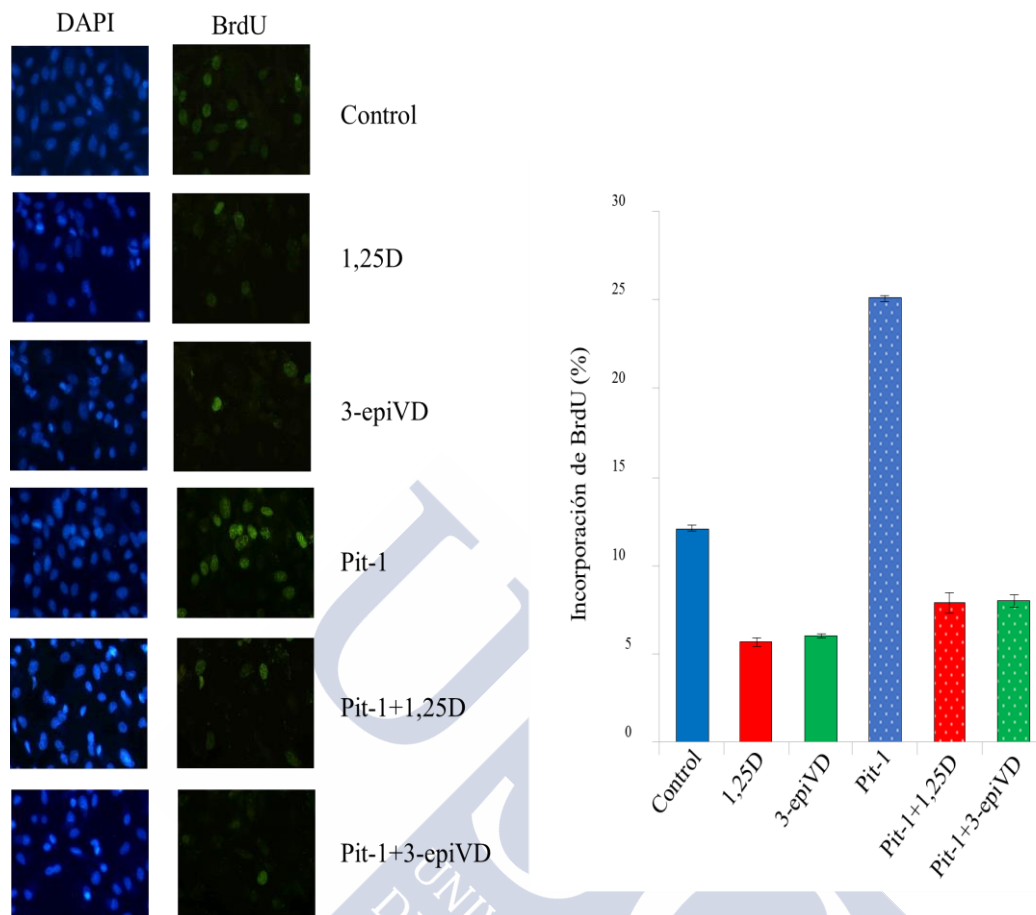 DAPI BrdU
Control
1,25D
3-epiVD
Pit-1
Pit-1+1,25D
Pit-1+3-epiVD
Incorporación de BrdU (%)
30
25
20
15
10
5
0
Control 1,25D 3-epiVD Pit-1 Pit-1+1,25D Pit-1+3-epiVD